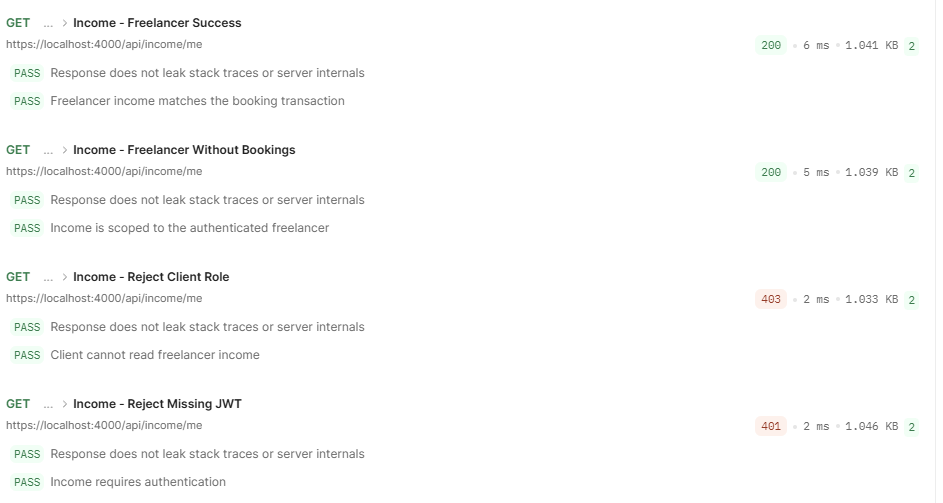 GET ... > Income - Freelancer Success
https://localhost:4000/api/income/me 200 • 6 ms • 1.041 KB 2
PASS Response does not leak stack traces or server internals
PASS Freelancer income matches the booking transaction
GET ... > Income - Freelancer Without Bookings
https://localhost:4000/api/income/me 200 • 5 ms • 1.039 KB 2
PASS Response does not leak stack traces or server internals
PASS Income is scoped to the authenticated freelancer
GET ... > Income - Reject Client Role
https://localhost:4000/api/income/me 403 • 2 ms • 1.033 KB 2
PASS Response does not leak stack traces or server internals
PASS Client cannot read freelancer income
GET ... > Income - Reject Missing JWT
https://localhost:4000/api/income/me 401 • 2 ms • 1.046 KB 2
PASS Response does not leak stack traces or server internals
PASS Income requires authentication